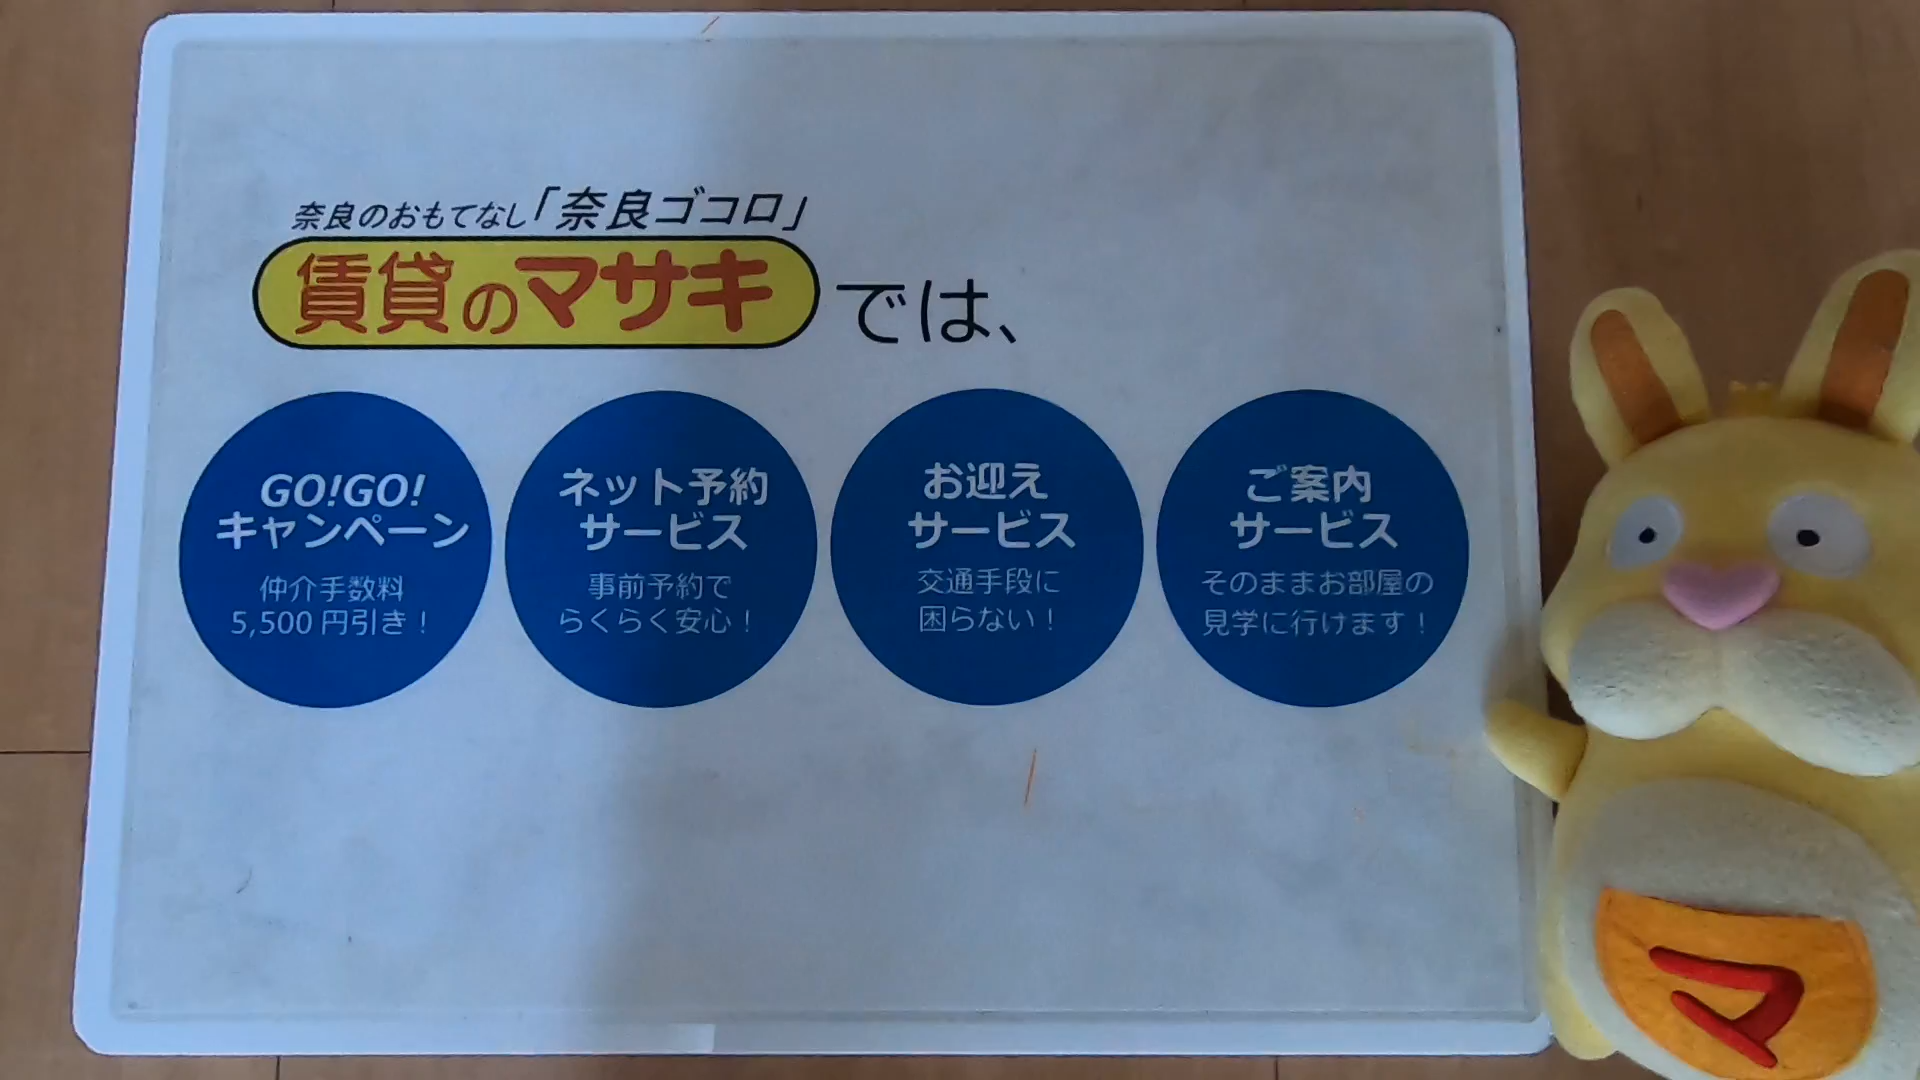 奈良のおもてなし「奈良ゴコロ」
賃貸のマサキでは、
GO!GO!
キャンペーン
仲介手数料
5,500円引き！
ネット予約
サービス
事前予約で
らくらく安心！
お迎え
サービス
交通手段に
困らない！
ご案内
サービス
そのままお部屋の
見学に行けます！
マ